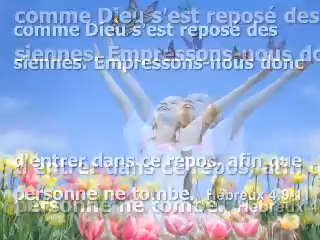 comme Dieu s'est reposé des
siennes. Empressons-nous donc
d'entrer dans ce repos, afin que
personne ne tombe. Hébreux 4.9-11